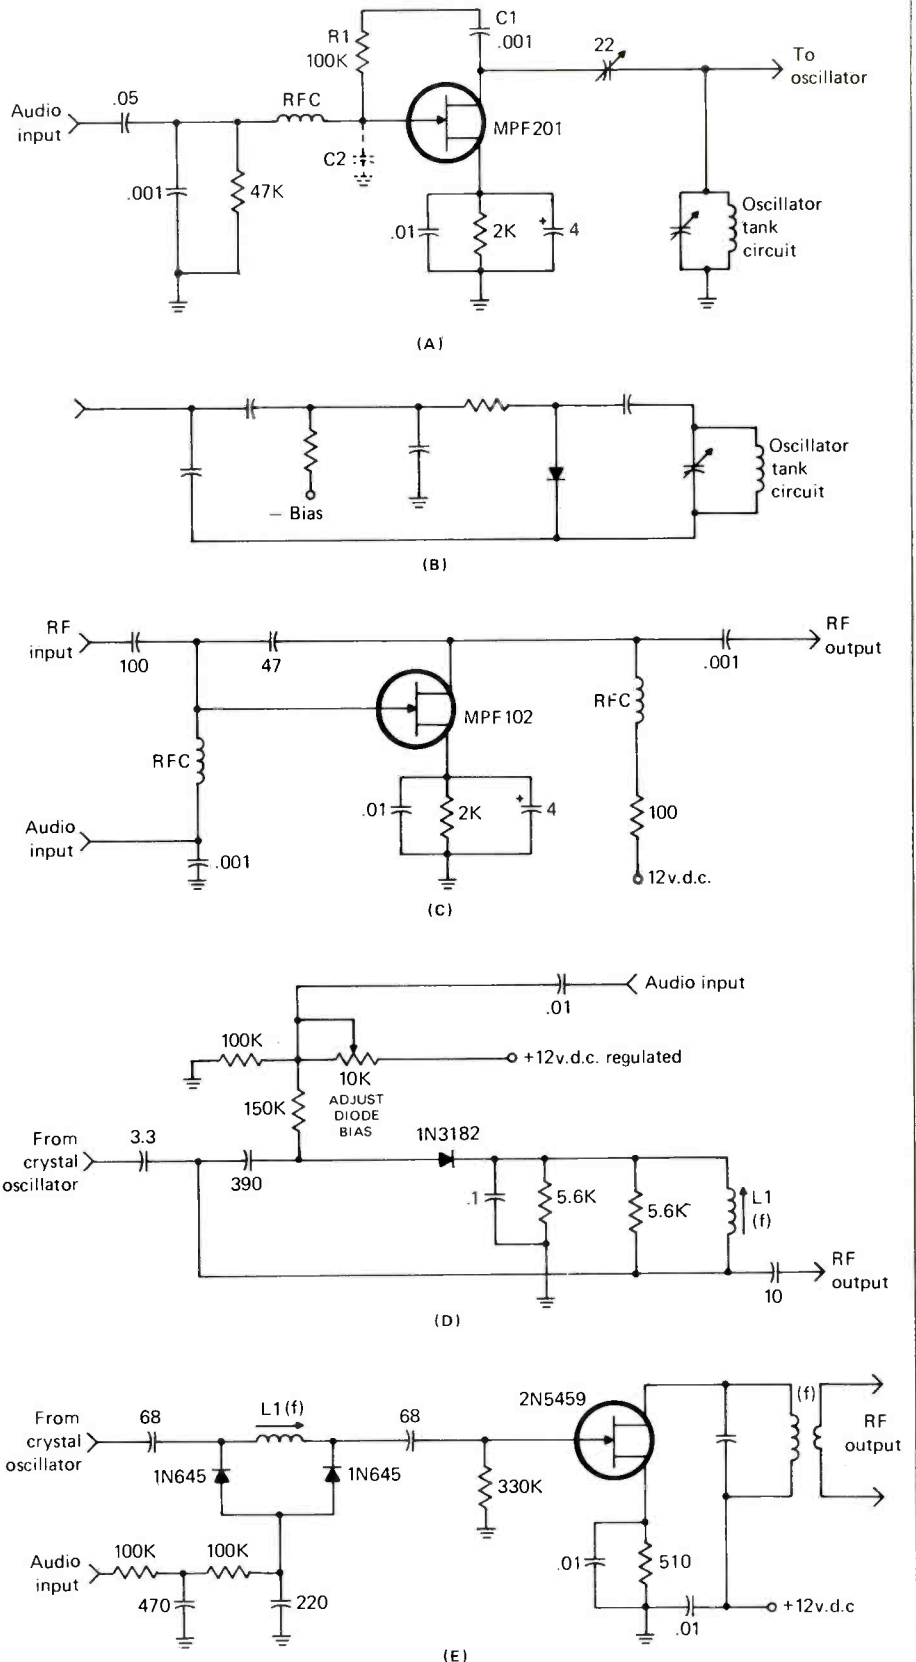 C1
.001
R1
100K
22
To
oscillator
.05
RFC
Audio
input
MPF201
C2
.001
47K
.01
2K
+
4
Oscillator
tank
circuit
(A)
Oscillator
tank
circuit
− Bias
(B)
RF
input
100
47
.001
RF
output
RFC
MPF102
RFC
.01
2K
+
4
100
Audio
input
.001
12v.d.c.
(C)
.01
Audio input
100K
+12v.d.c. regulated
10K
ADJUST
DIODE
BIAS
150K
1N3182
From
crystal
oscillator
3.3
390
.1
5.6K
5.6K
L1
(f)
RF
output
10
(D)
2N5459
(f)
From
crystal
oscillator
68
L1(f)
68
RF
output
1N645
1N645
330K
100K
100K
Audio
input
470
220
.01
510
.01
+12v.d.c
(E)